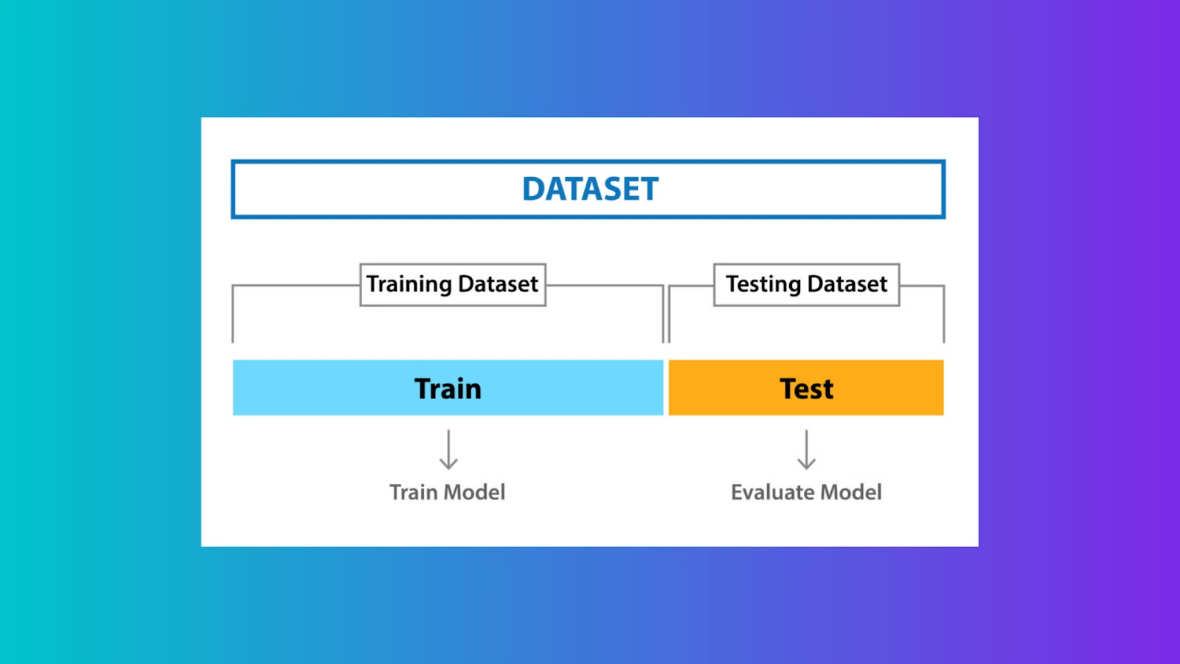 DATASET
Training Dataset
Testing Dataset
Train
Test
Train Model
Evaluate Model